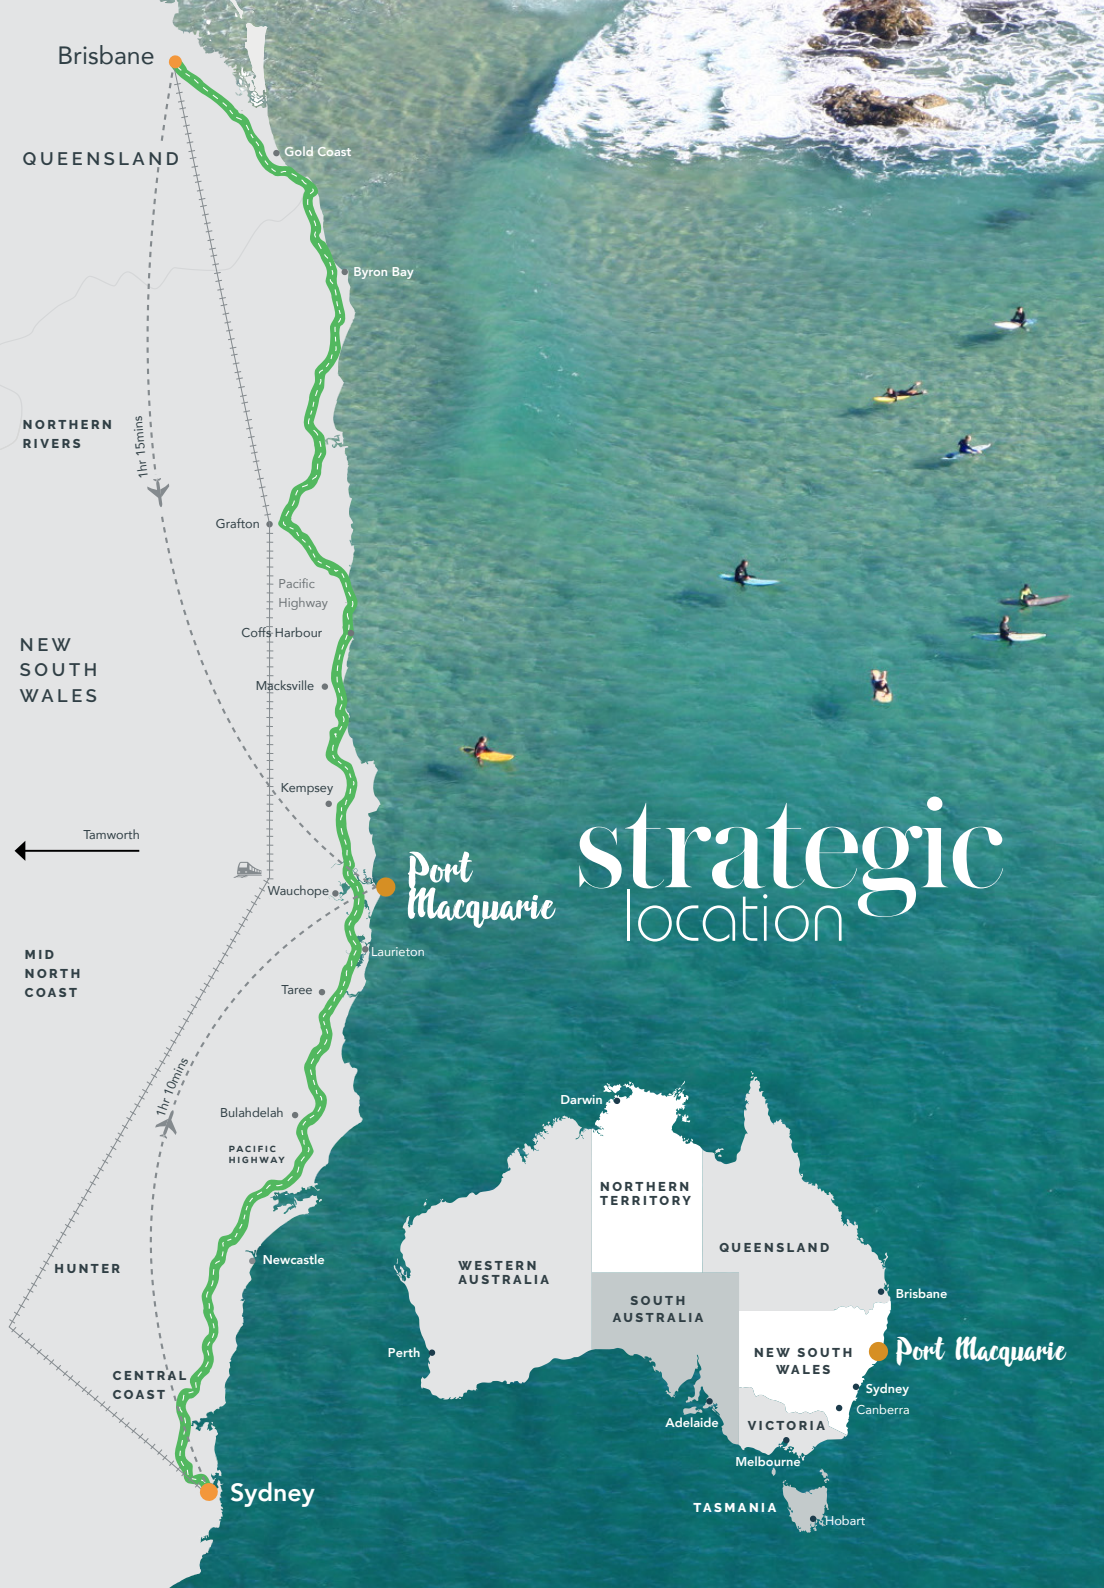 Brisbane
QUEENSLAND
Gold Coast
Byron Bay
NORTHERN
RIVERS
1hr 15mins
Grafton
Pacific
Highway
Coffs Harbour
NEW
SOUTH
WALES
Macksville
Kempsey
Tamworth
Wauchope
Port
Macquarie
strategic
location
Laurieton
MID
NORTH
COAST
Taree
1hr 10mins
Bulahdelah
PACIFIC
HIGHWAY
Newcastle
HUNTER
CENTRAL
COAST
Sydney
Darwin
NORTHERN
TERRITORY
QUEENSLAND
WESTERN
AUSTRALIA
SOUTH
AUSTRALIA
Brisbane
Perth
NEW SOUTH
WALES
Port Macquarie
Sydney
Canberra
Adelaide
VICTORIA
Melbourne
TASMANIA
Hobart